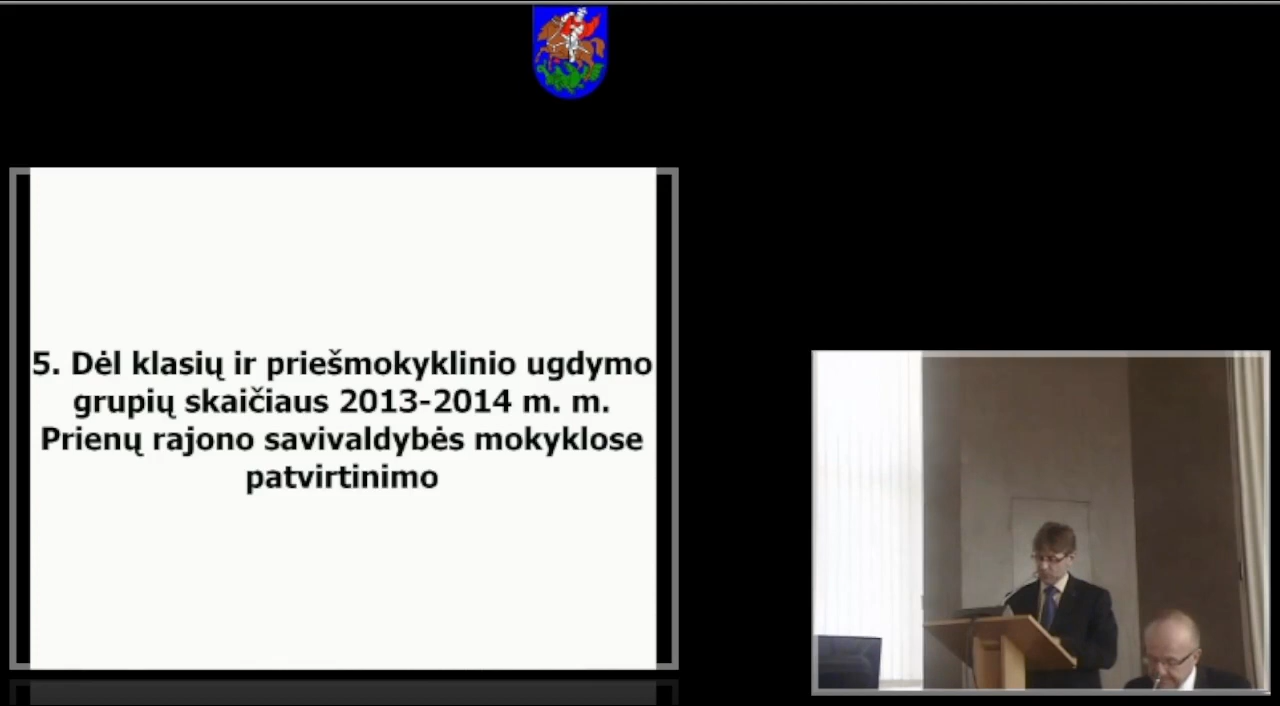 5. Dėl klasių ir priešmokyklinio ugdymo
grupių skaičiaus 2013-2014 m. m.
Prienų rajono savivaldybės mokyklose
patvirtinimo